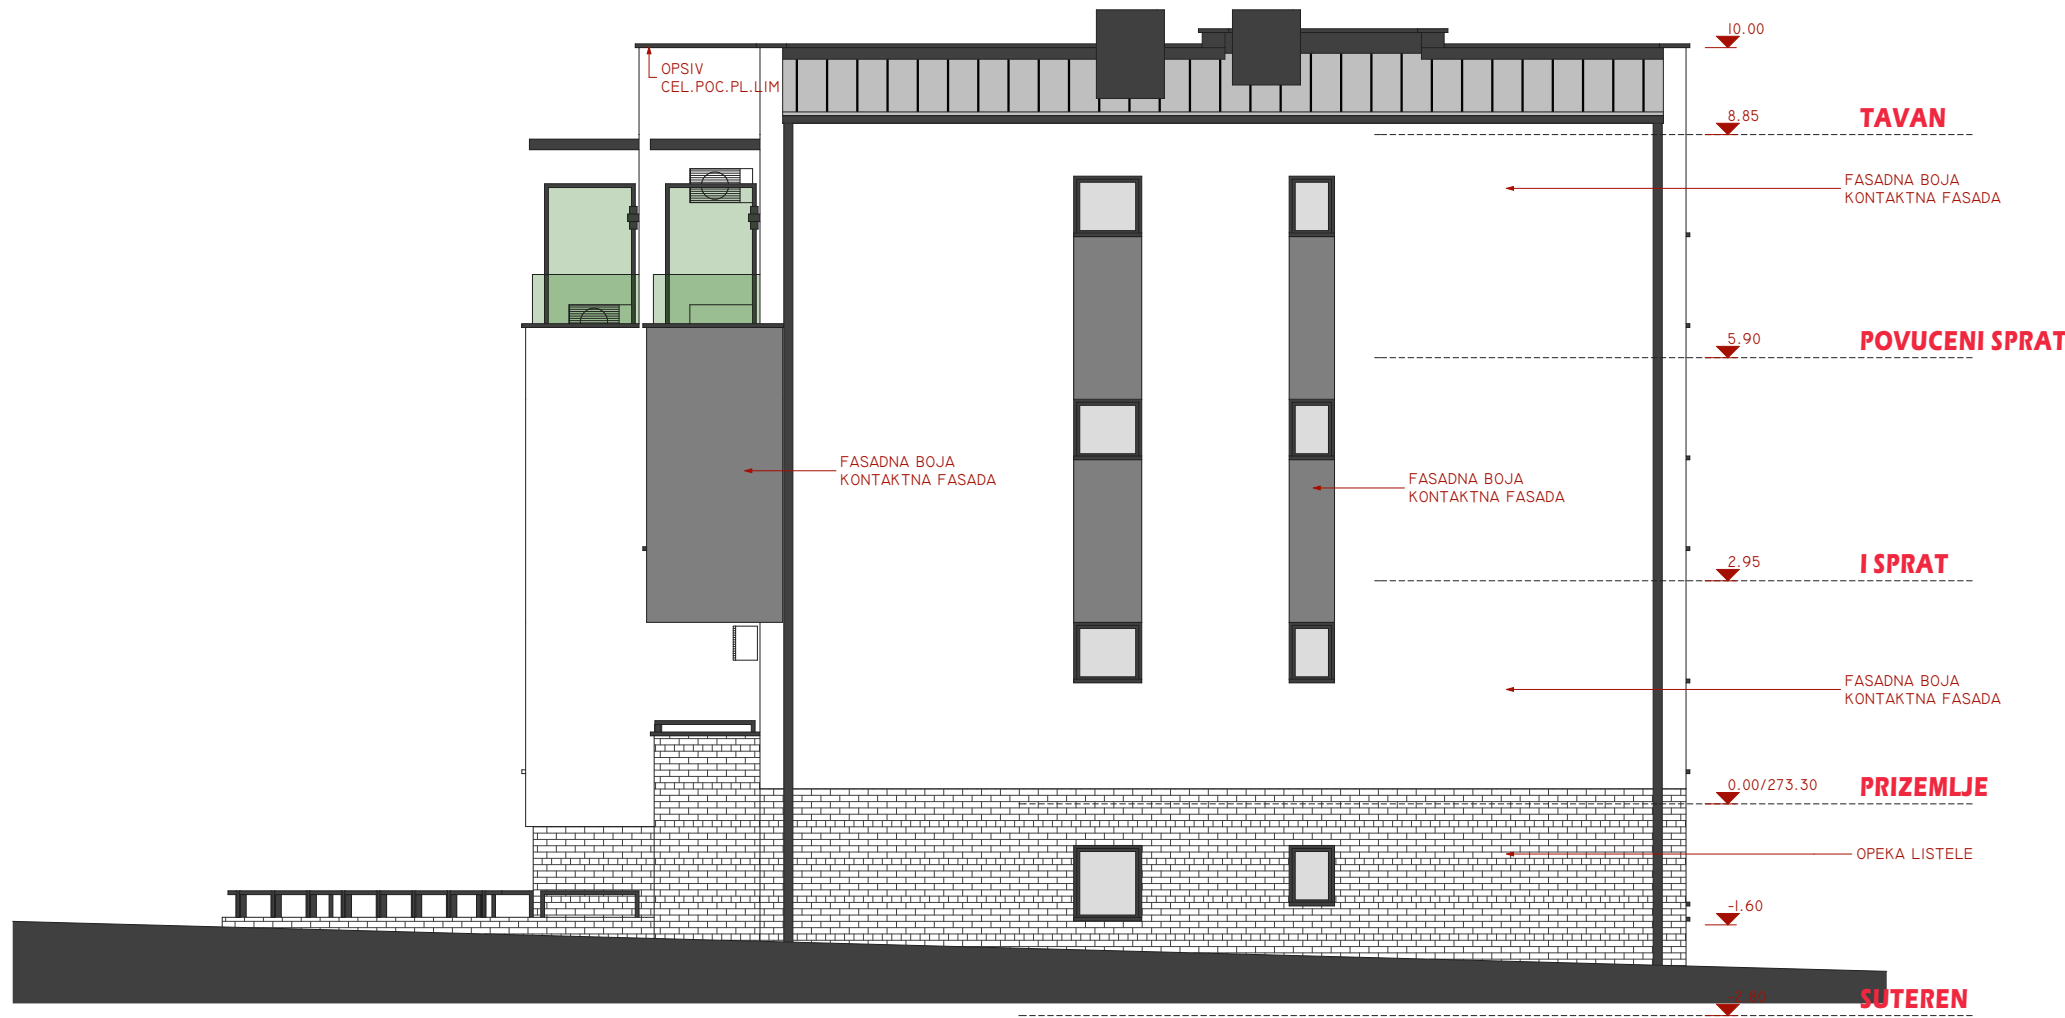 10.00
OPSIV
CEL.POC.PL.LIM
8.85
TAVAN
FASADNA BOJA
KONTAKTNA FASADA
5.90
POVUCENI SPRAT
FASADNA BOJA
KONTAKTNA FASADA
FASADNA BOJA
KONTAKTNA FASADA
2.95
I SPRAT
FASADNA BOJA
KONTAKTNA FASADA
0.00/273.30
PRIZEMLJE
OPEKA LISTELE
-1.60
SUTEREN